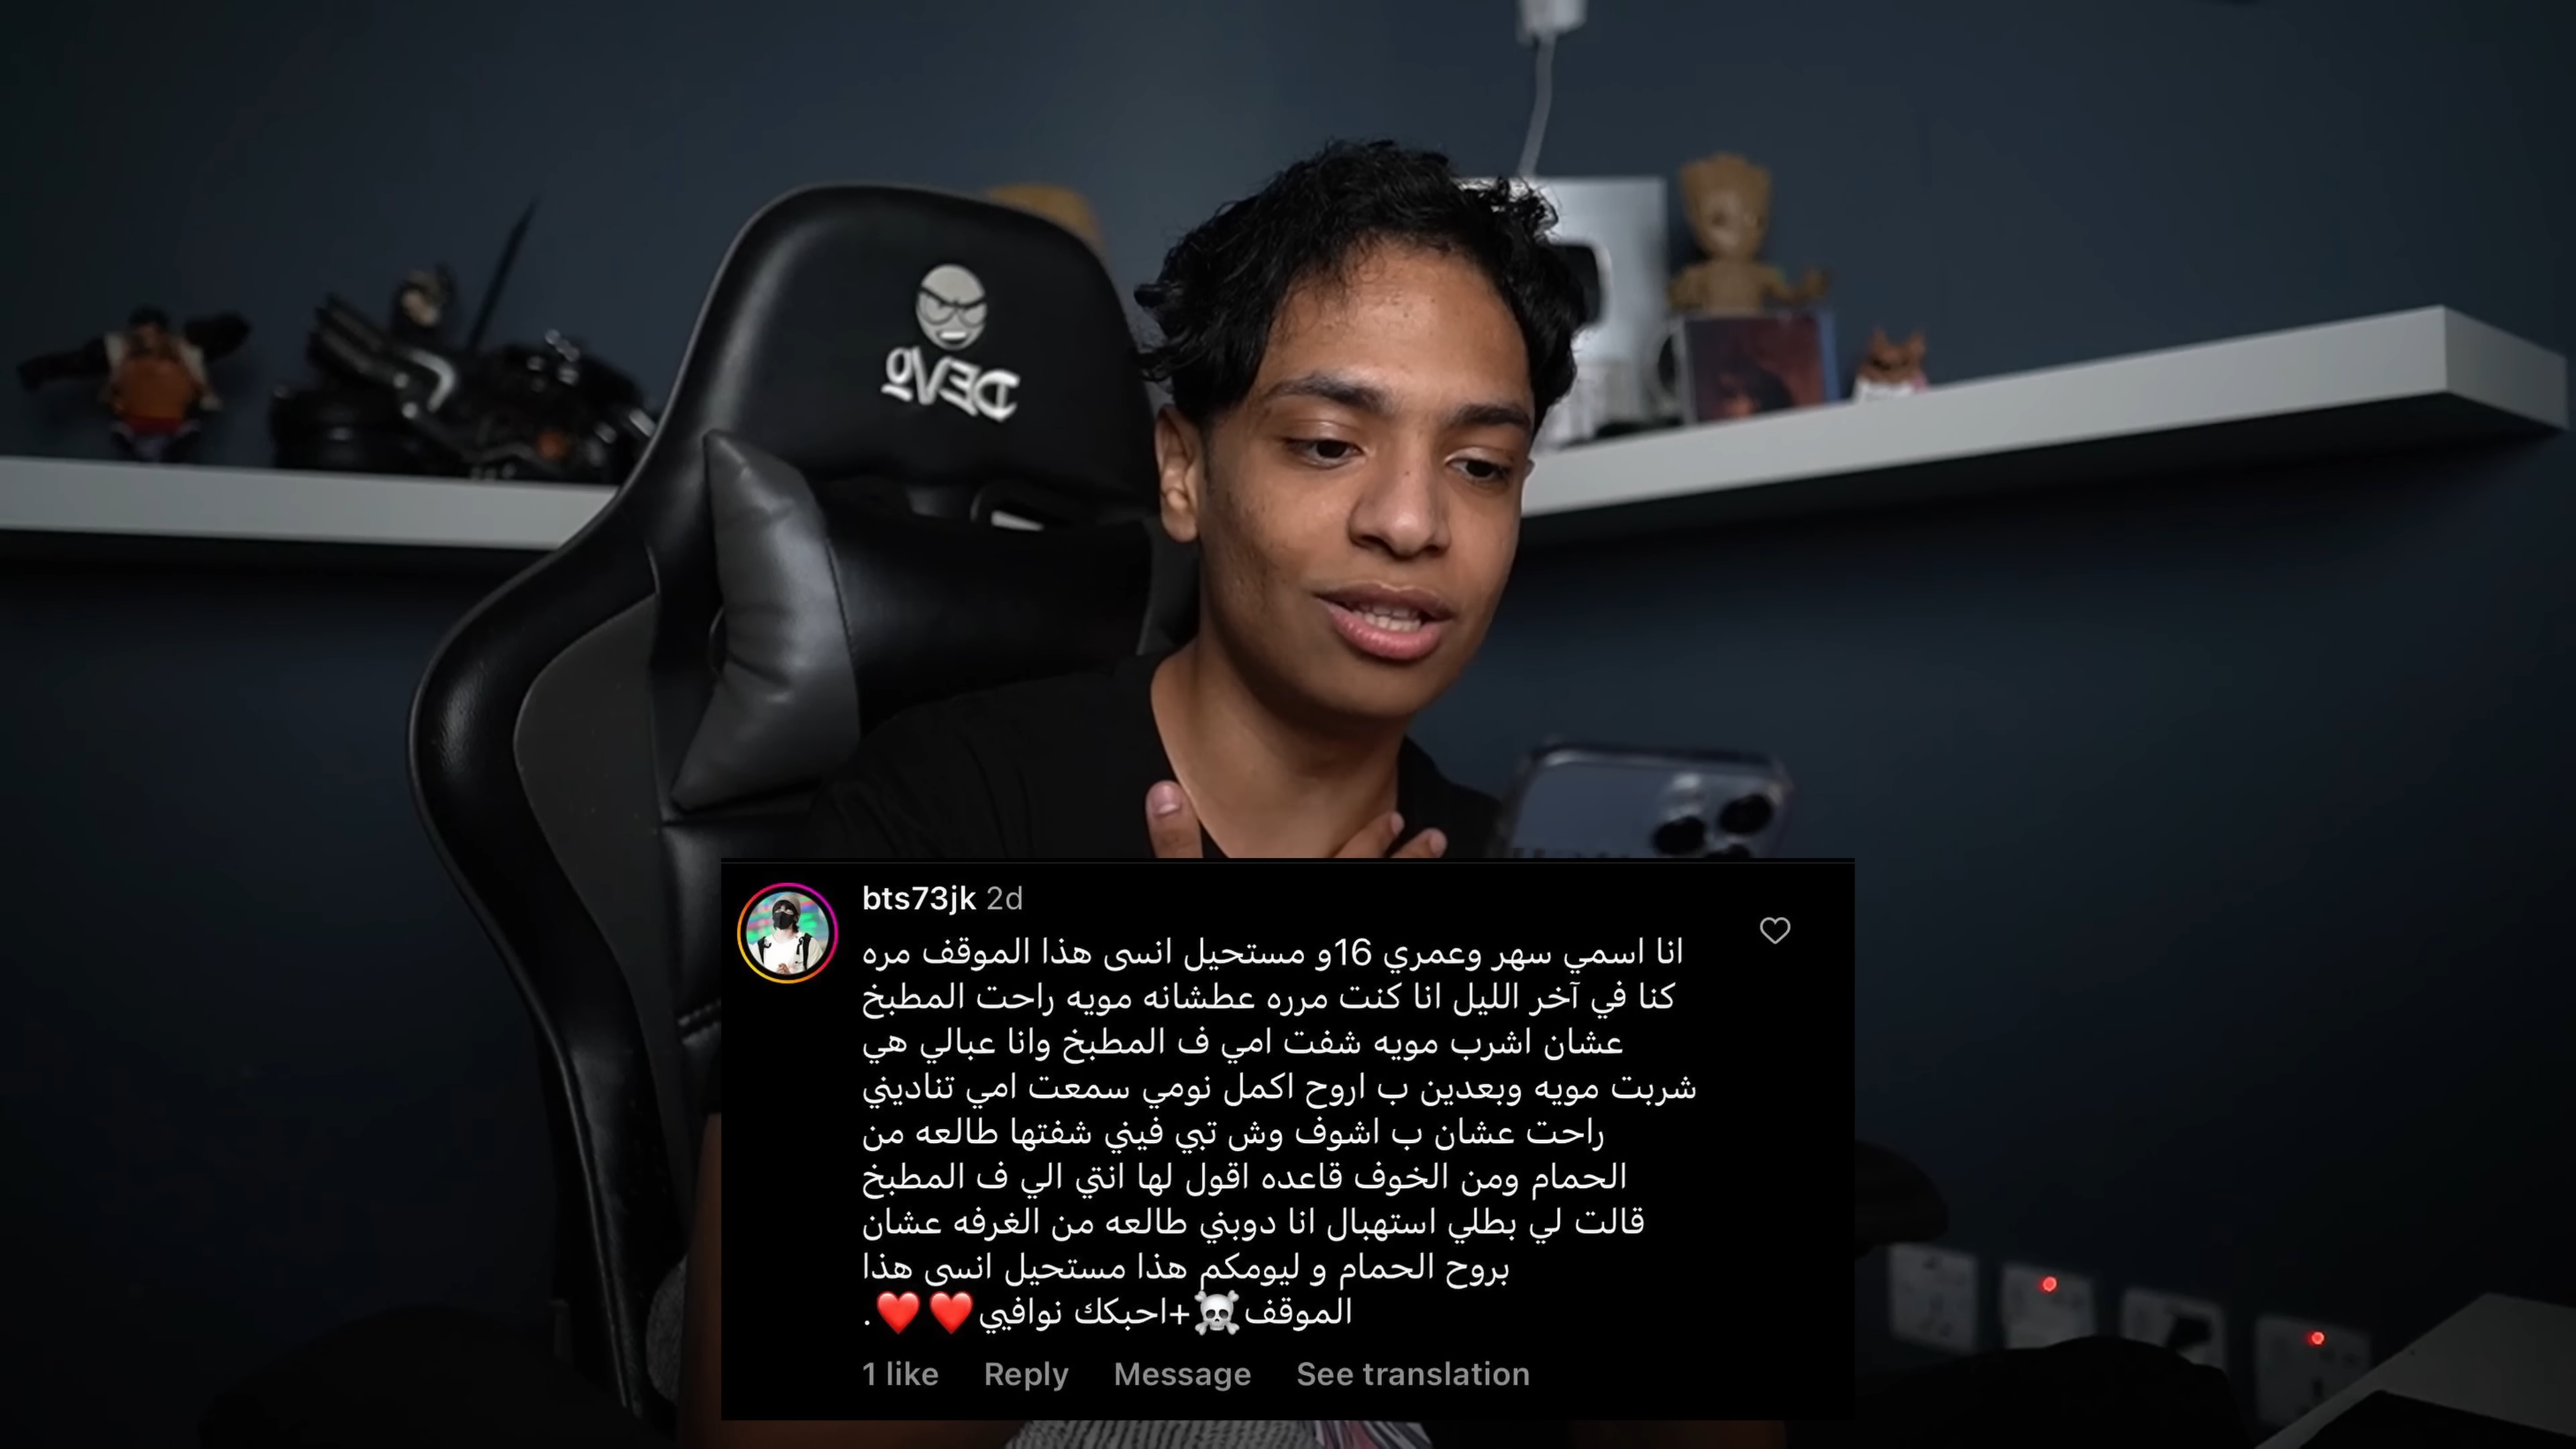 DEVO
bts73jk 2d
انا اسمي سهر وعمري 16و مستحيل انسى هذا الموقف مره
كنا في آخر الليل انا كنت مرره عطشانه مويه راحت المطبخ
عشان اشرب مويه شفت امي ف المطبخ وانا عبالي هي
شربت مويه وبعدين ب اروح اكمل نومي سمعت امي تناديني
راحت عشان ب اشوف وش تبي فيني شفتها طالعه من
الحمام ومن الخوف قاعده اقول لها انتي الي ف المطبخ
قالت لي بطلي استهبال انا دوبني طالعه من الغرفه عشان
بروح الحمام و ليومكم هذا مستحيل انسى هذا
الموقف☠️+احبكك نوافيي❤️❤️.
1 like Reply Message See translation